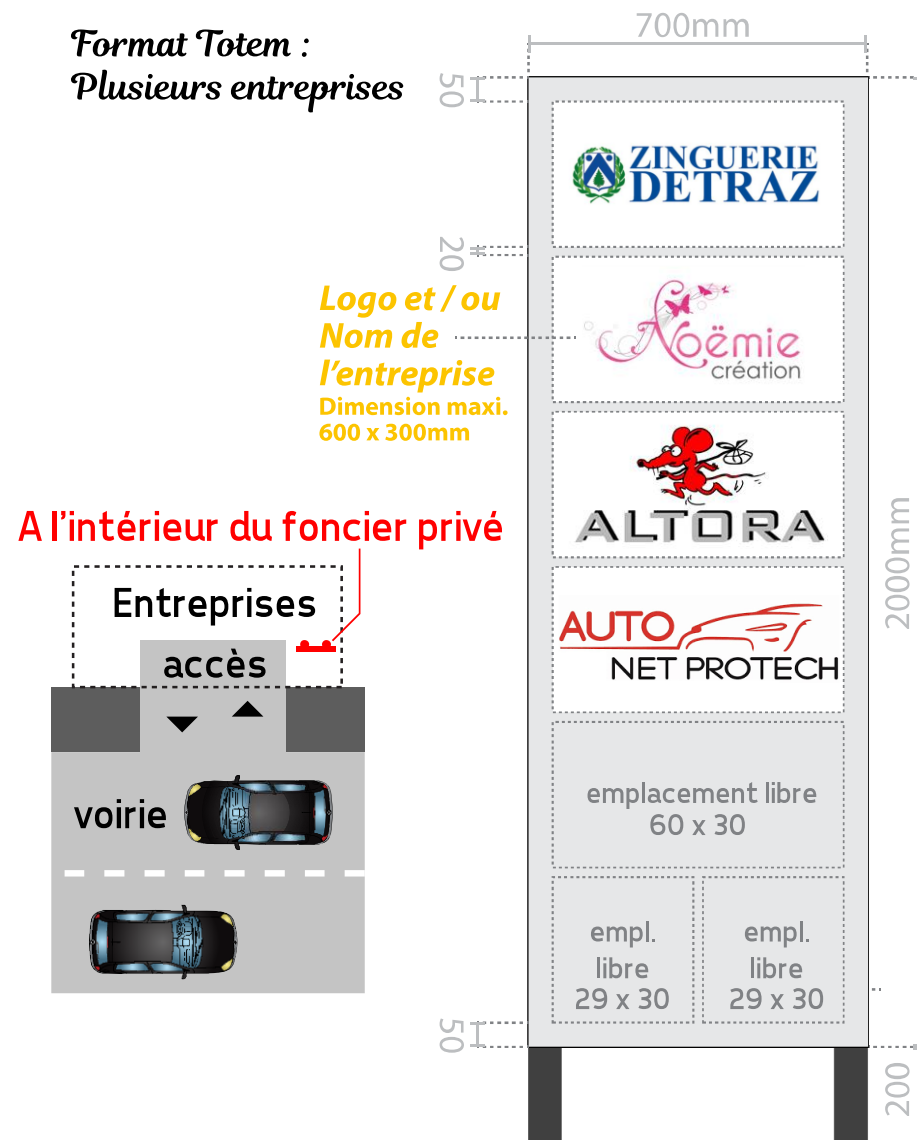 Format Totem :
Plusieurs entreprises
700mm
50
ZINGUERIE
DETRAZ
20
Logo et / ou
Nom de
l'entreprise
Dimension maxi.
600 x 300mm
Noëmie
création
ALTORA
2000mm
A l'intérieur du foncier privé
Entreprises
accès
voirie
AUTO
NET PROTECH
emplacement libre
60 x 30
empl.
libre
29 x 30
empl.
libre
29 x 30
50
200